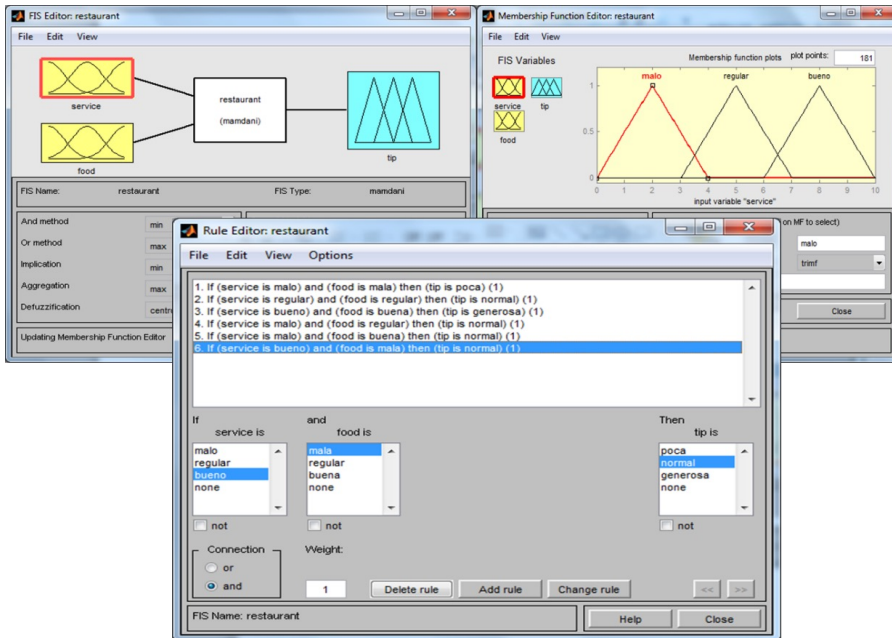 FIS Editor: restaurant
File Edit View
service
food
restaurant
(mamdani)
tip
FIS Name: restaurant FIS Type: mamdani
And method min
Or method max
Implication min
Aggregation max
Defuzzification centr
Updating Membership Function Editor
Membership Function Editor: restaurant
File Edit View
FIS Variables
service tip
food
Membership function plots plot points: 181
malo regular bueno
1
0.5
0
0 1 2 3 4 5 6 7 8 9 10
input variable "service"
on MF to select)
malo
trimf
Close
Rule Editor: restaurant
File Edit View Options
1. If (service is malo) and (food is mala) then (tip is poca) (1)
2. If (service is regular) and (food is regular) then (tip is normal) (1)
3. If (service is bueno) and (food is buena) then (tip is generosa) (1)
4. If (service is malo) and (food is regular) then (tip is normal) (1)
5. If (service is malo) and (food is buena) then (tip is normal) (1)
6. If (service is bueno) and (food is mala) then (tip is normal) (1)
If and Then
service is food is tip is
malo mala poca
regular regular normal
bueno buena generosa
none none none
not not not
Connection Weight:
or
and 1 Delete rule Add rule Change rule << >>
FIS Name: restaurant Help Close